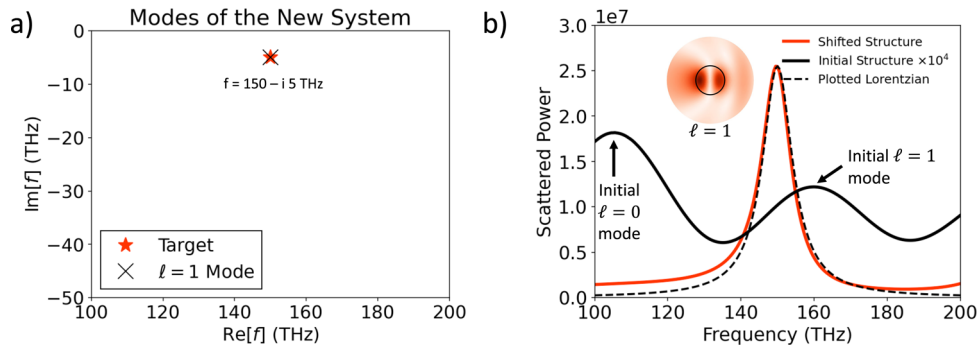 a)
Modes of the New System
0
−10
−20
−30
−40
−50
Im[f] (THz)
f = 150 – i 5 THz
Target
ℓ = 1 Mode
100
120
140
160
180
200
Re[f] (THz)
b)
1e7
3.0
2.5
2.0
1.5
1.0
0.5
0.0
Scattered Power
Shifted Structure
Initial Structure ×10⁴
Plotted Lorentzian
ℓ = 1
Initial
ℓ = 0
mode
Initial ℓ = 1
mode
100
120
140
160
180
200
Frequency (THz)